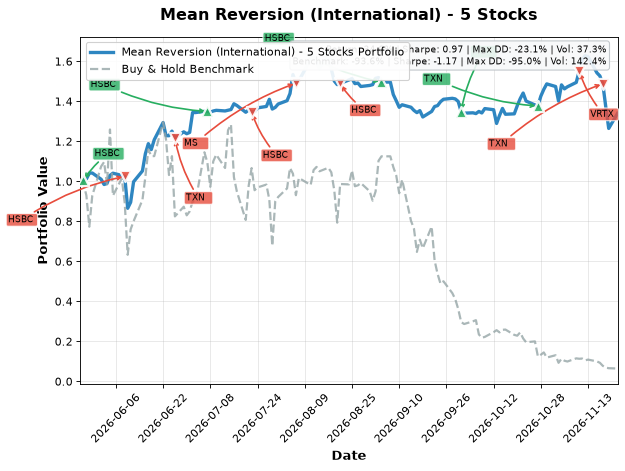 Mean Reversion (International) - 5 Stocks
HSBC
Mean Reversion (International) - 5 Stocks Portfolio
Buy & Hold Benchmark
Sharpe: 0.97 | Max DD: -23.1% | Vol: 37.3%
Benchmark: -93.6% | Sharpe: -1.17 | Max DD: -95.0% | Vol: 142.4%
HSBC
TXN
HSBC
VRTX
MS
TXN
HSBC
HSBC
TXN
HSBC
Portfolio Value
1.6
1.4
1.2
1.0
0.8
0.6
0.4
0.2
0.0
2026-06-06
2026-06-22
2026-07-08
2026-07-24
2026-08-09
2026-08-25
2026-09-10
2026-09-26
2026-10-12
2026-10-28
2026-11-13
Date